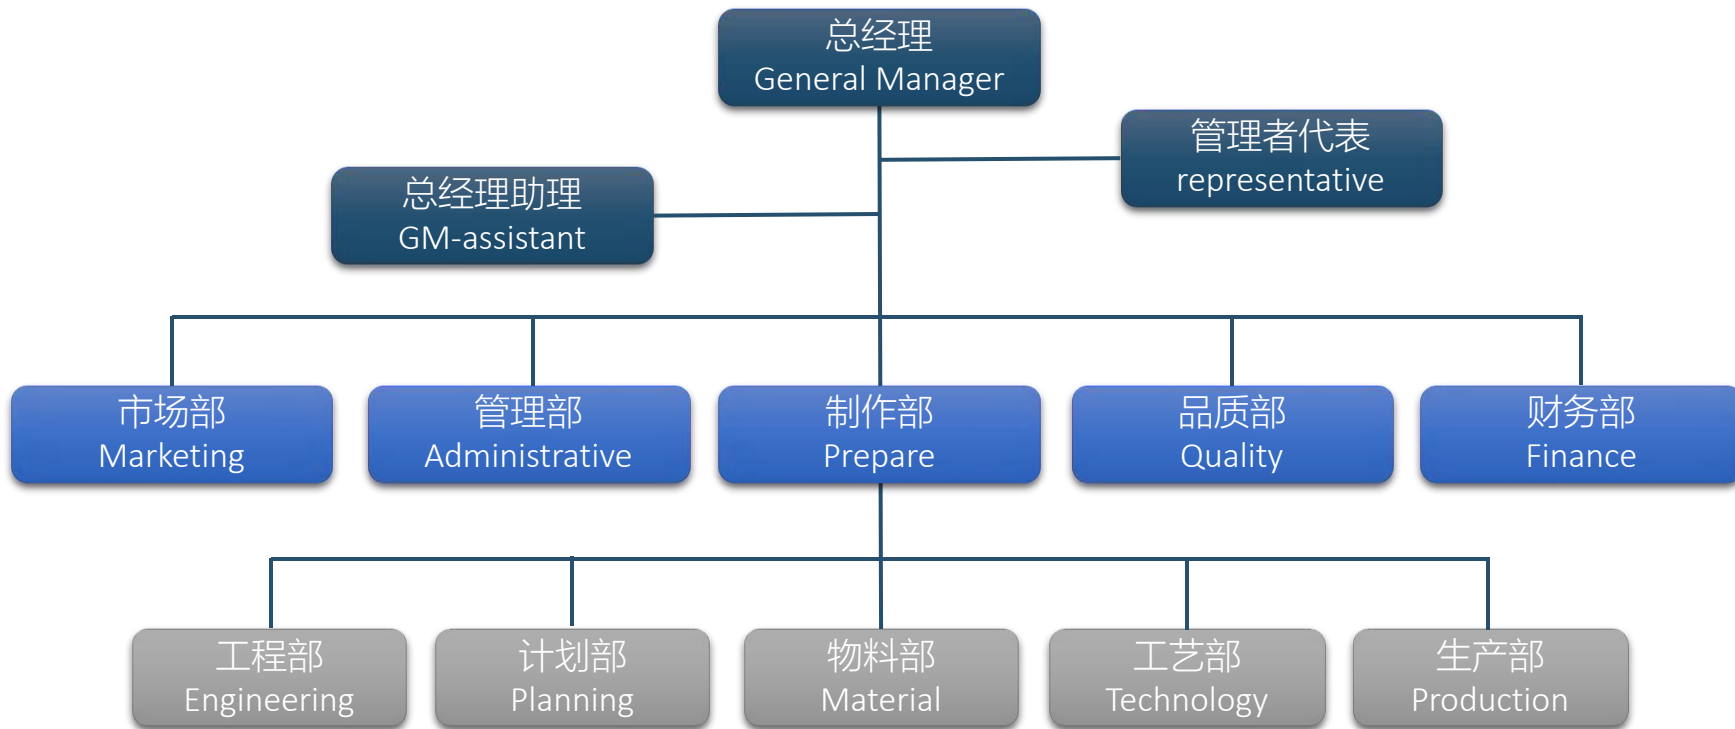 总经理
General Manager
管理者代表
representative
总经理助理
GM-assistant
市场部
Marketing
管理部
Administrative
制作部
Prepare
品质部
Quality
财务部
Finance
工程部
Engineering
计划部
Planning
物料部
Material
工艺部
Technology
生产部
Production